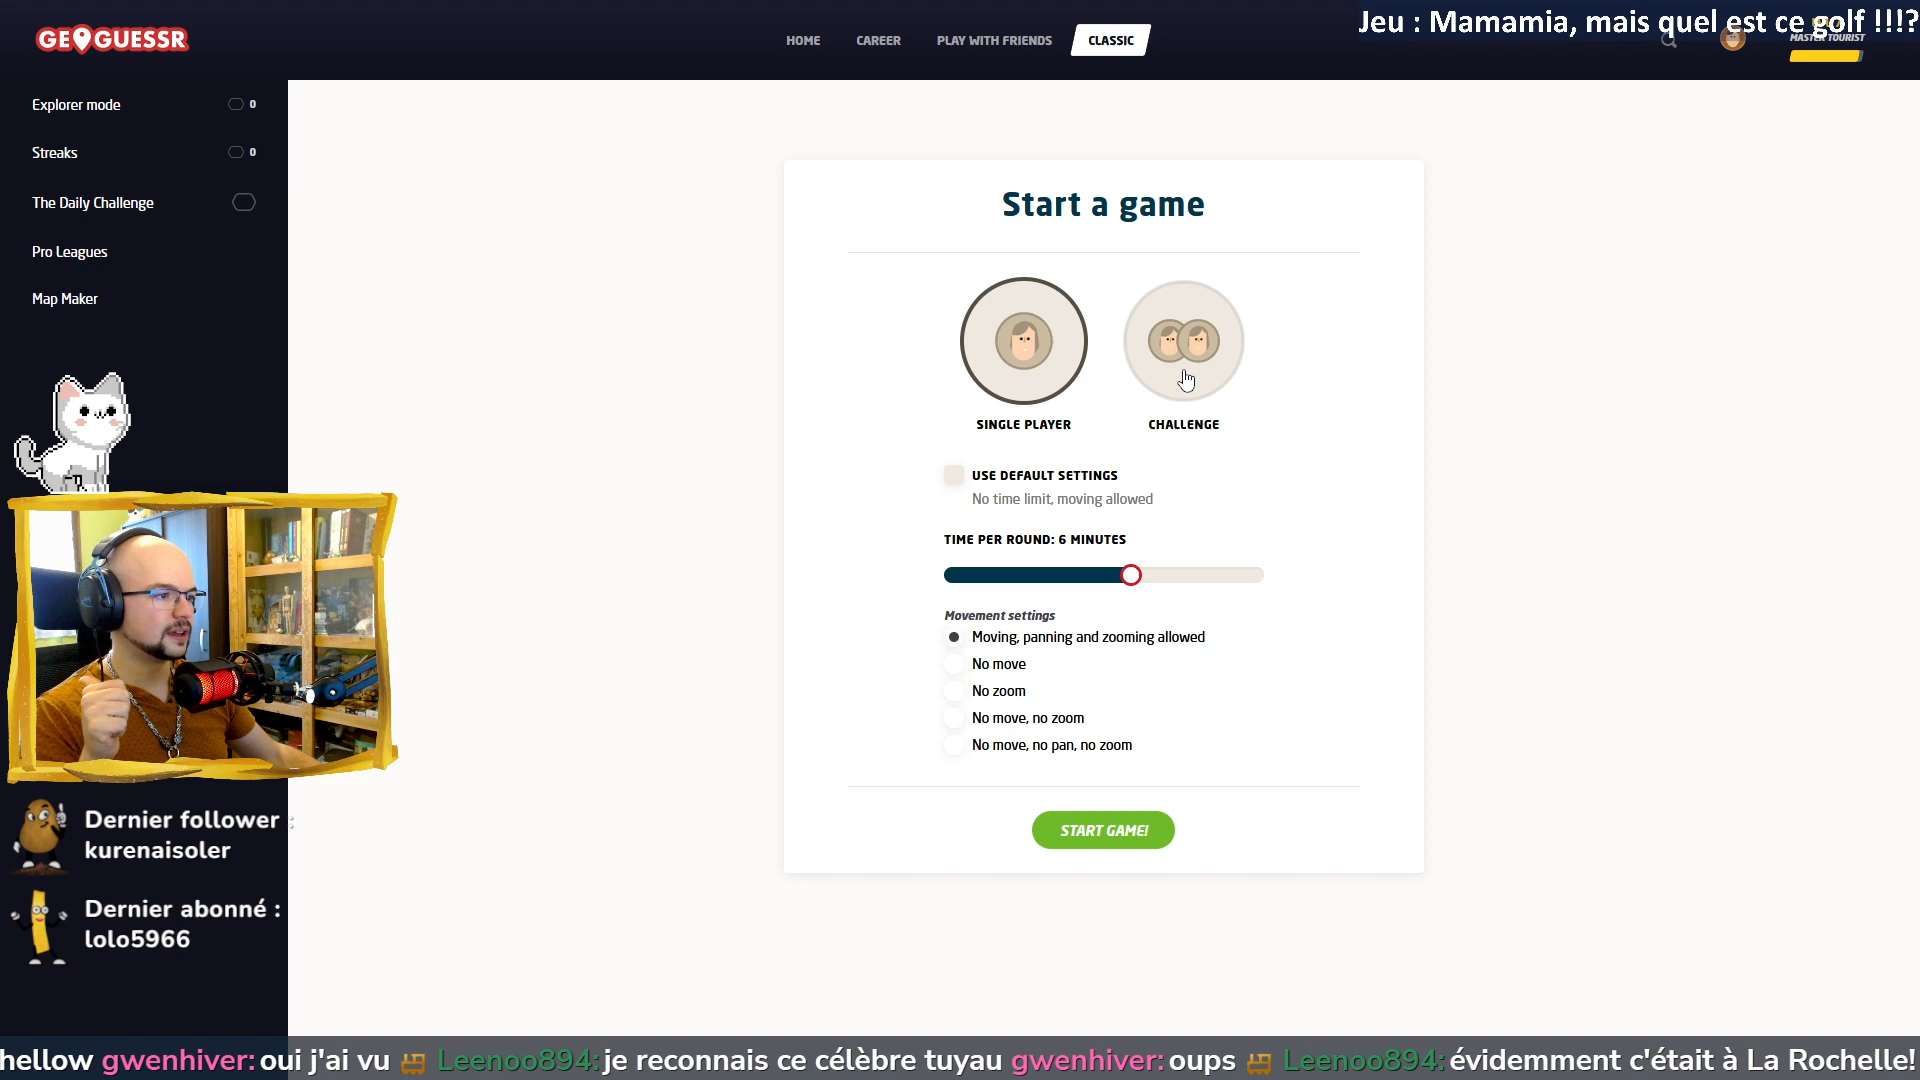 GEOGUESSR
HOME
CAREER
PLAY WITH FRIENDS
CLASSIC
Jeu : Mamamia, mais quel est ce golf !!!?
MASTER TOURIST
Explorer mode
0
Streaks
0
The Daily Challenge
Pro Leagues
Map Maker
Start a game
SINGLE PLAYER
CHALLENGE
USE DEFAULT SETTINGS
No time limit, moving allowed
TIME PER ROUND: 6 MINUTES
Movement settings
Moving, panning and zooming allowed
No move
No zoom
No move, no zoom
No move, no pan, no zoom
START GAME!
Dernier follower :
kurenaisoler
Dernier abonné :
lolo5966
hellow gwenhiver: oui j'ai vu Leenoo894: je reconnais ce célèbre tuyau gwenhiver: oups Leenoo894: évidemment c'était à La Rochelle!